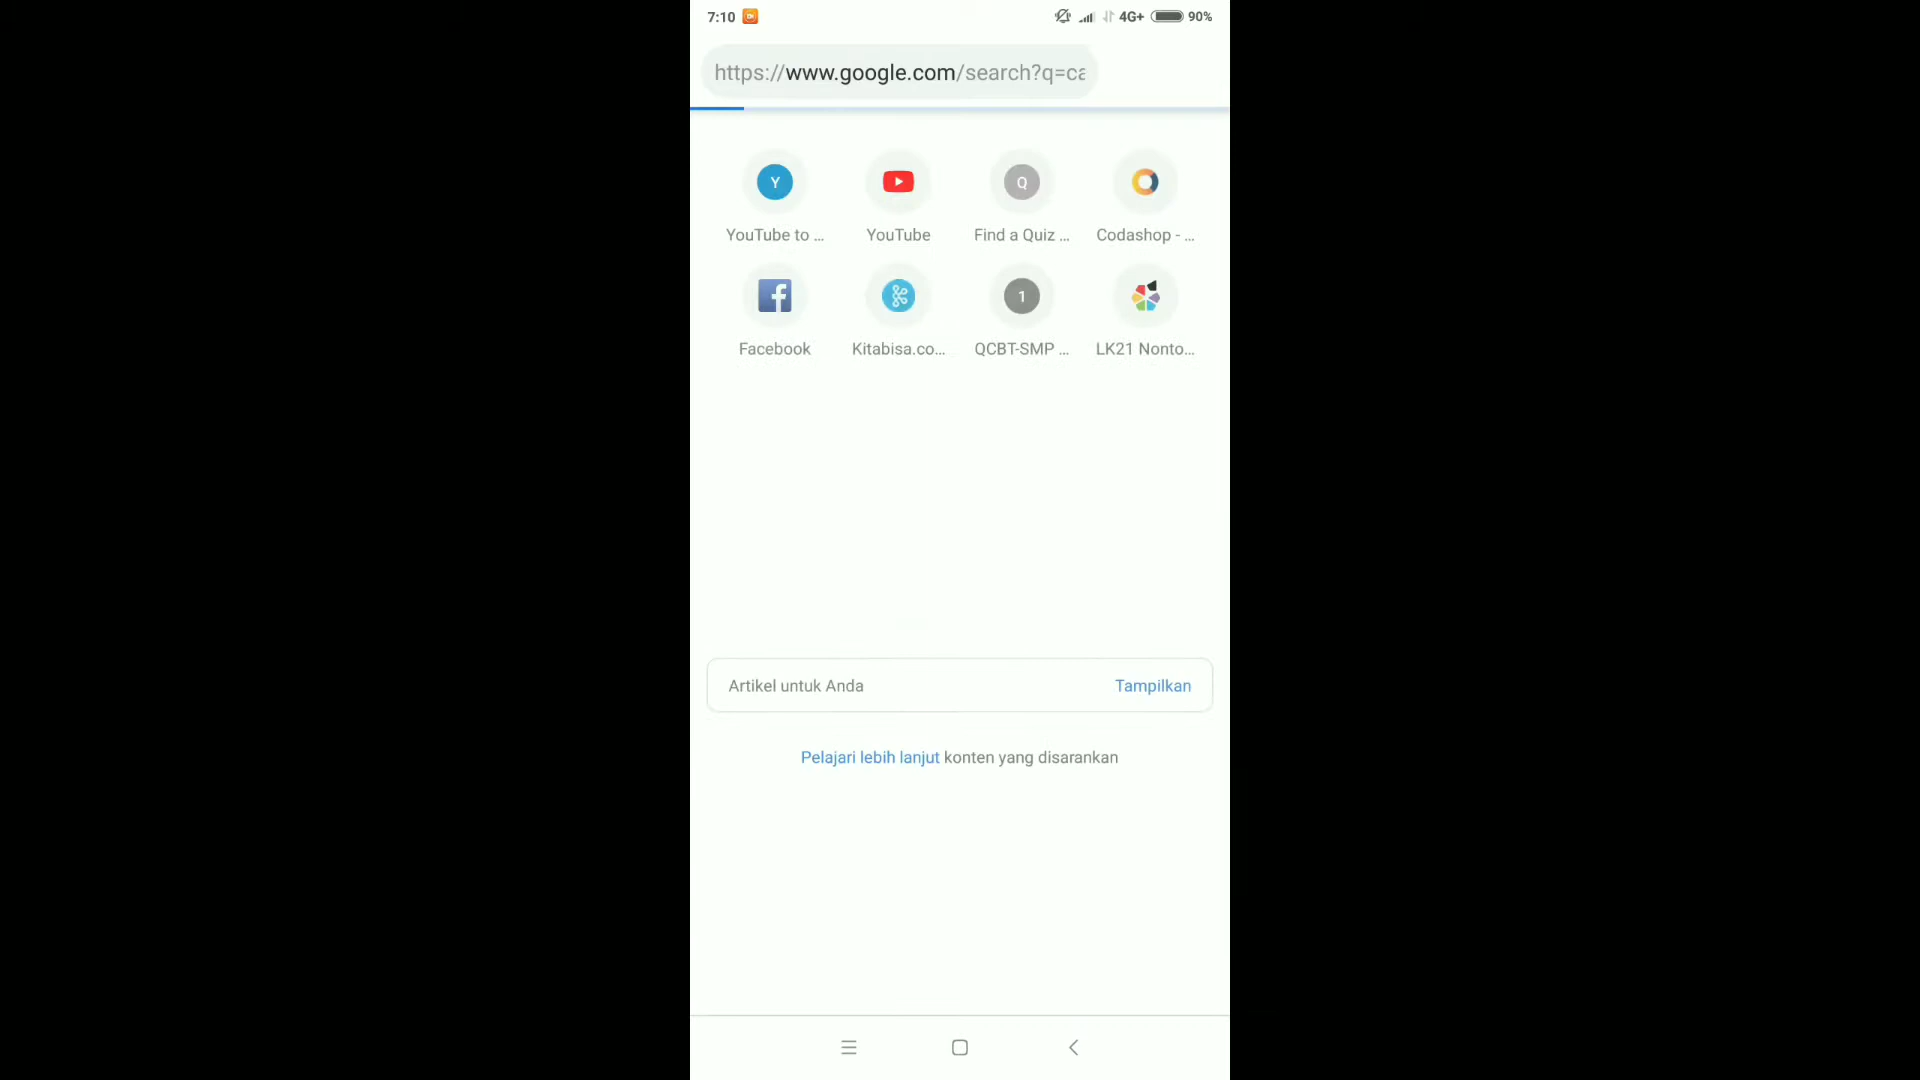 7:10 4G+ 90%
https://www.google.com/search?q=ca
Y Q
YouTube to ... YouTube Find a Quiz ... Codashop - ...
1
Facebook Kitabisa.co... QCBT-SMP ... LK21 Nonto...
Artikel untuk Anda Tampilkan
Pelajari lebih lanjut konten yang disarankan